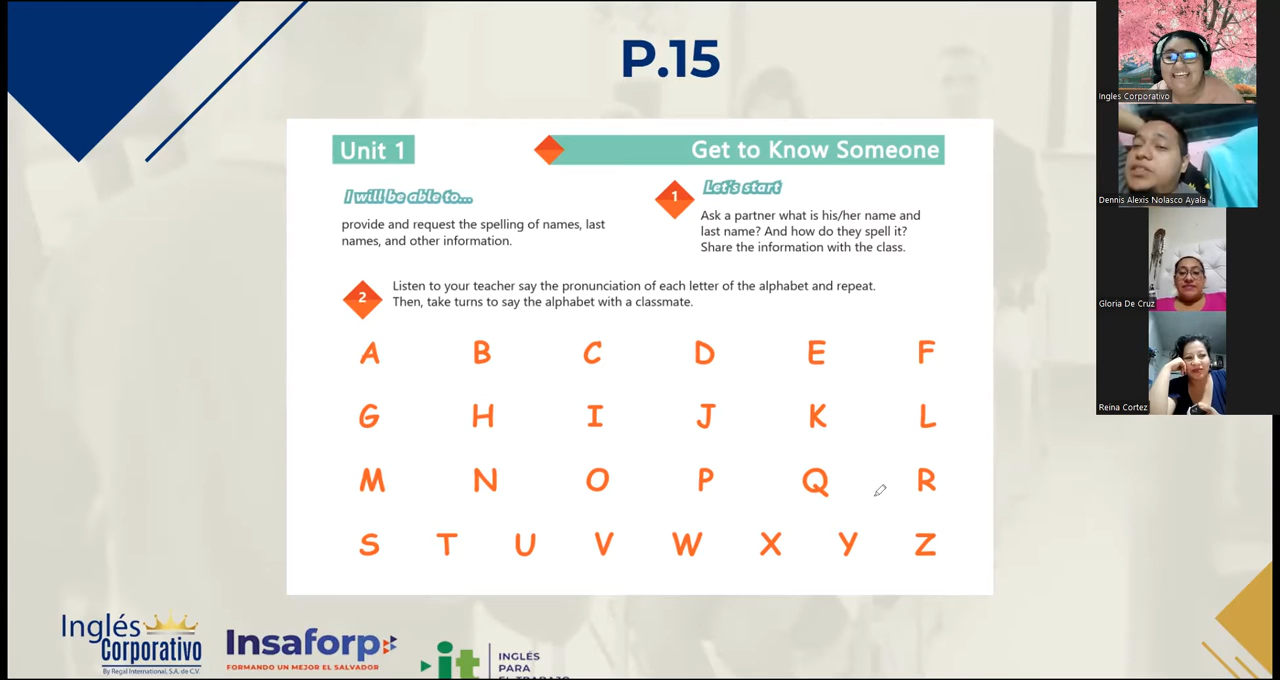 P.15
Unit 1
Get to Know Someone
I will be able to...
provide and request the spelling of names, last
names, and other information.
1
Let's start
Ask a partner what is his/her name and
last name? And how do they spell it?
Share the information with the class.
2
Listen to your teacher say the pronunciation of each letter of the alphabet and repeat.
Then, take turns to say the alphabet with a classmate.
A B C D E F
G H I J K L
M N O P Q R
S T U V W X Y Z
Inglés
Corporativo
By Regal International, S.A. de C.V.
Insaforp
FORMANDO UN MEJOR EL SALVADOR
it
INGLÉS
PARA
EL TRABAJO
Ingles Corporativo
Dennis Alexis Nolasco Ayala
Gloria De Cruz
Reina Cortez